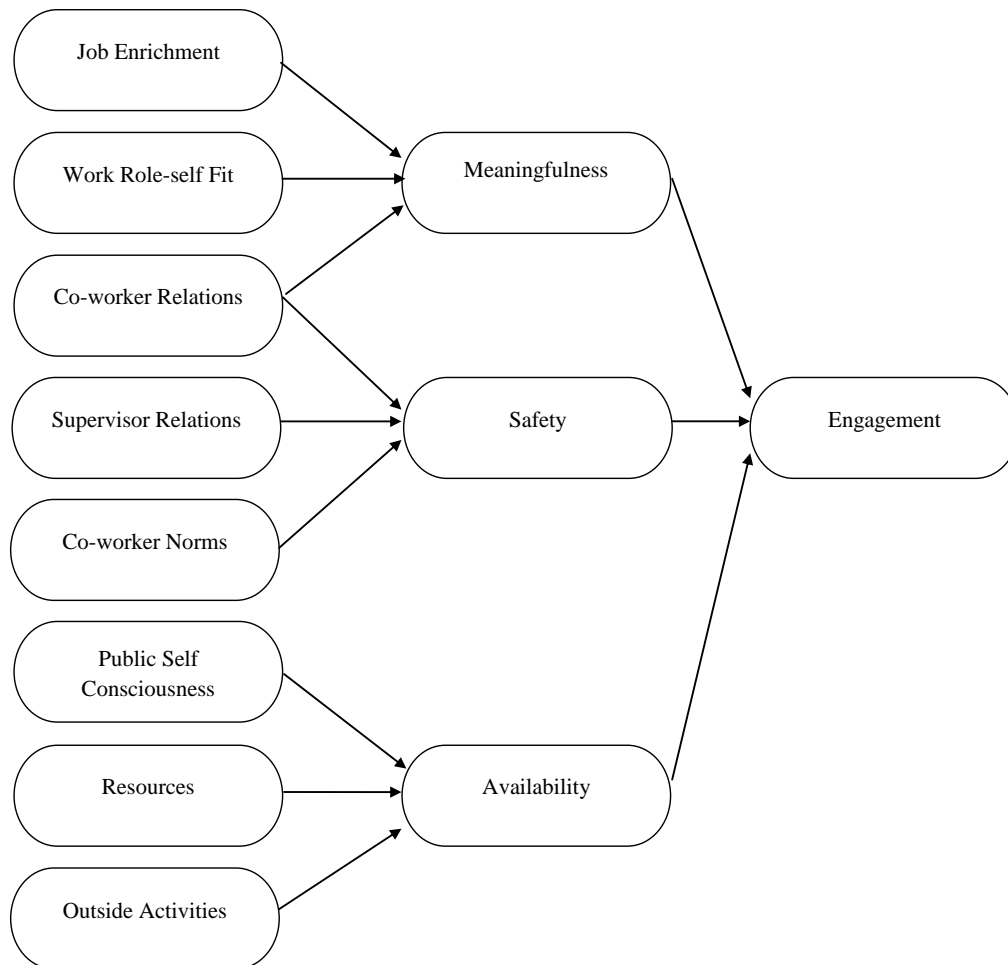 Job Enrichment
Work Role-self Fit
Meaningfulness
Co-worker Relations
Supervisor Relations
Safety
Engagement
Co-worker Norms
Public Self
Consciousness
Resources
Availability
Outside Activities